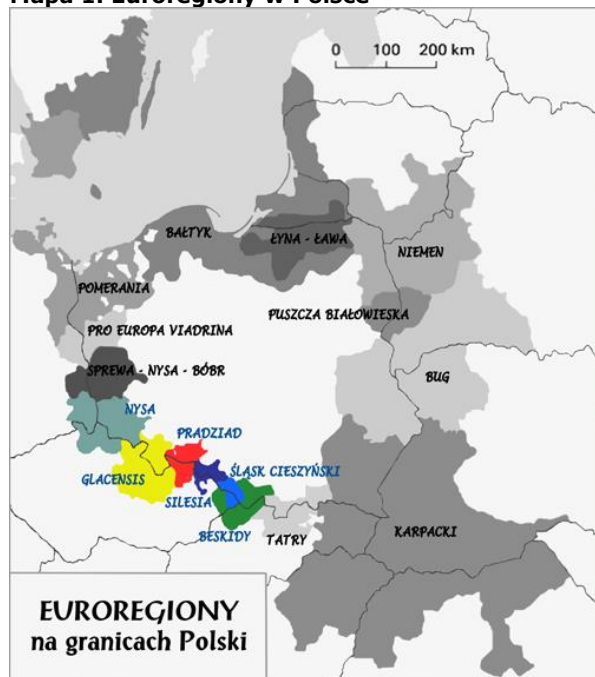 Mapa 1. Euroregiony w Polsce
0 100 200 km
BAŁTYK
ŁYNA - ŁAWA
NIEMEN
POMERANIA
PUSZCZA BIAŁOWIESKA
PRO EUROPA VIADRINA
SPREWA - NYSA - BÓBR
BUG
NYSA
PRADZIAD
ŚLĄSK CIESZYŃSKI
GLACENSIS
SILESIA
BESKIDY
TATRY
KARPACKI
EUROREGIONY
na granicach Polski